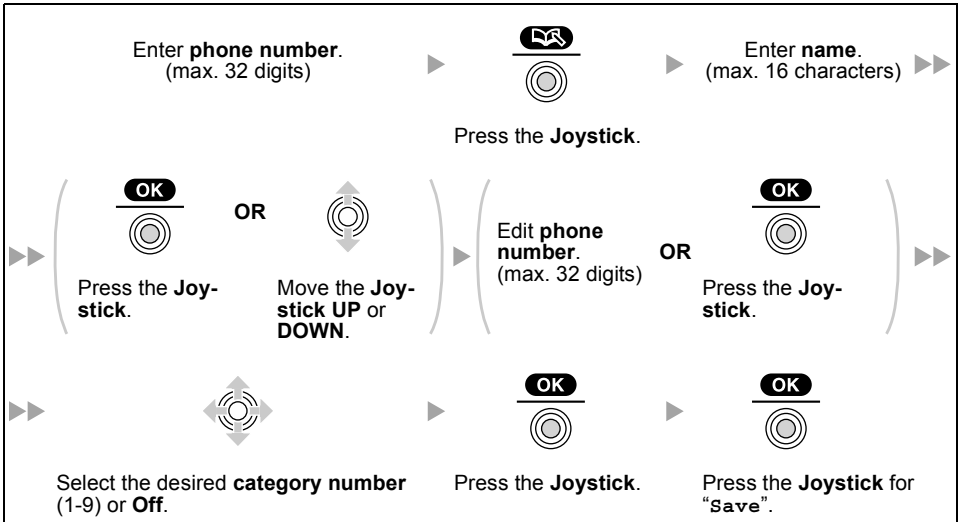 Enter phone number.
(max. 32 digits)
Press the Joystick.
Enter name.
(max. 16 characters)
OK
Press the Joy-
stick.
OR
Move the Joy-
stick UP or
DOWN.
Edit phone
number.
(max. 32 digits)
OR
OK
Press the Joy-
stick.
Select the desired category number
(1-9) or Off.
OK
Press the Joystick.
OK
Press the Joystick for
“Save”.